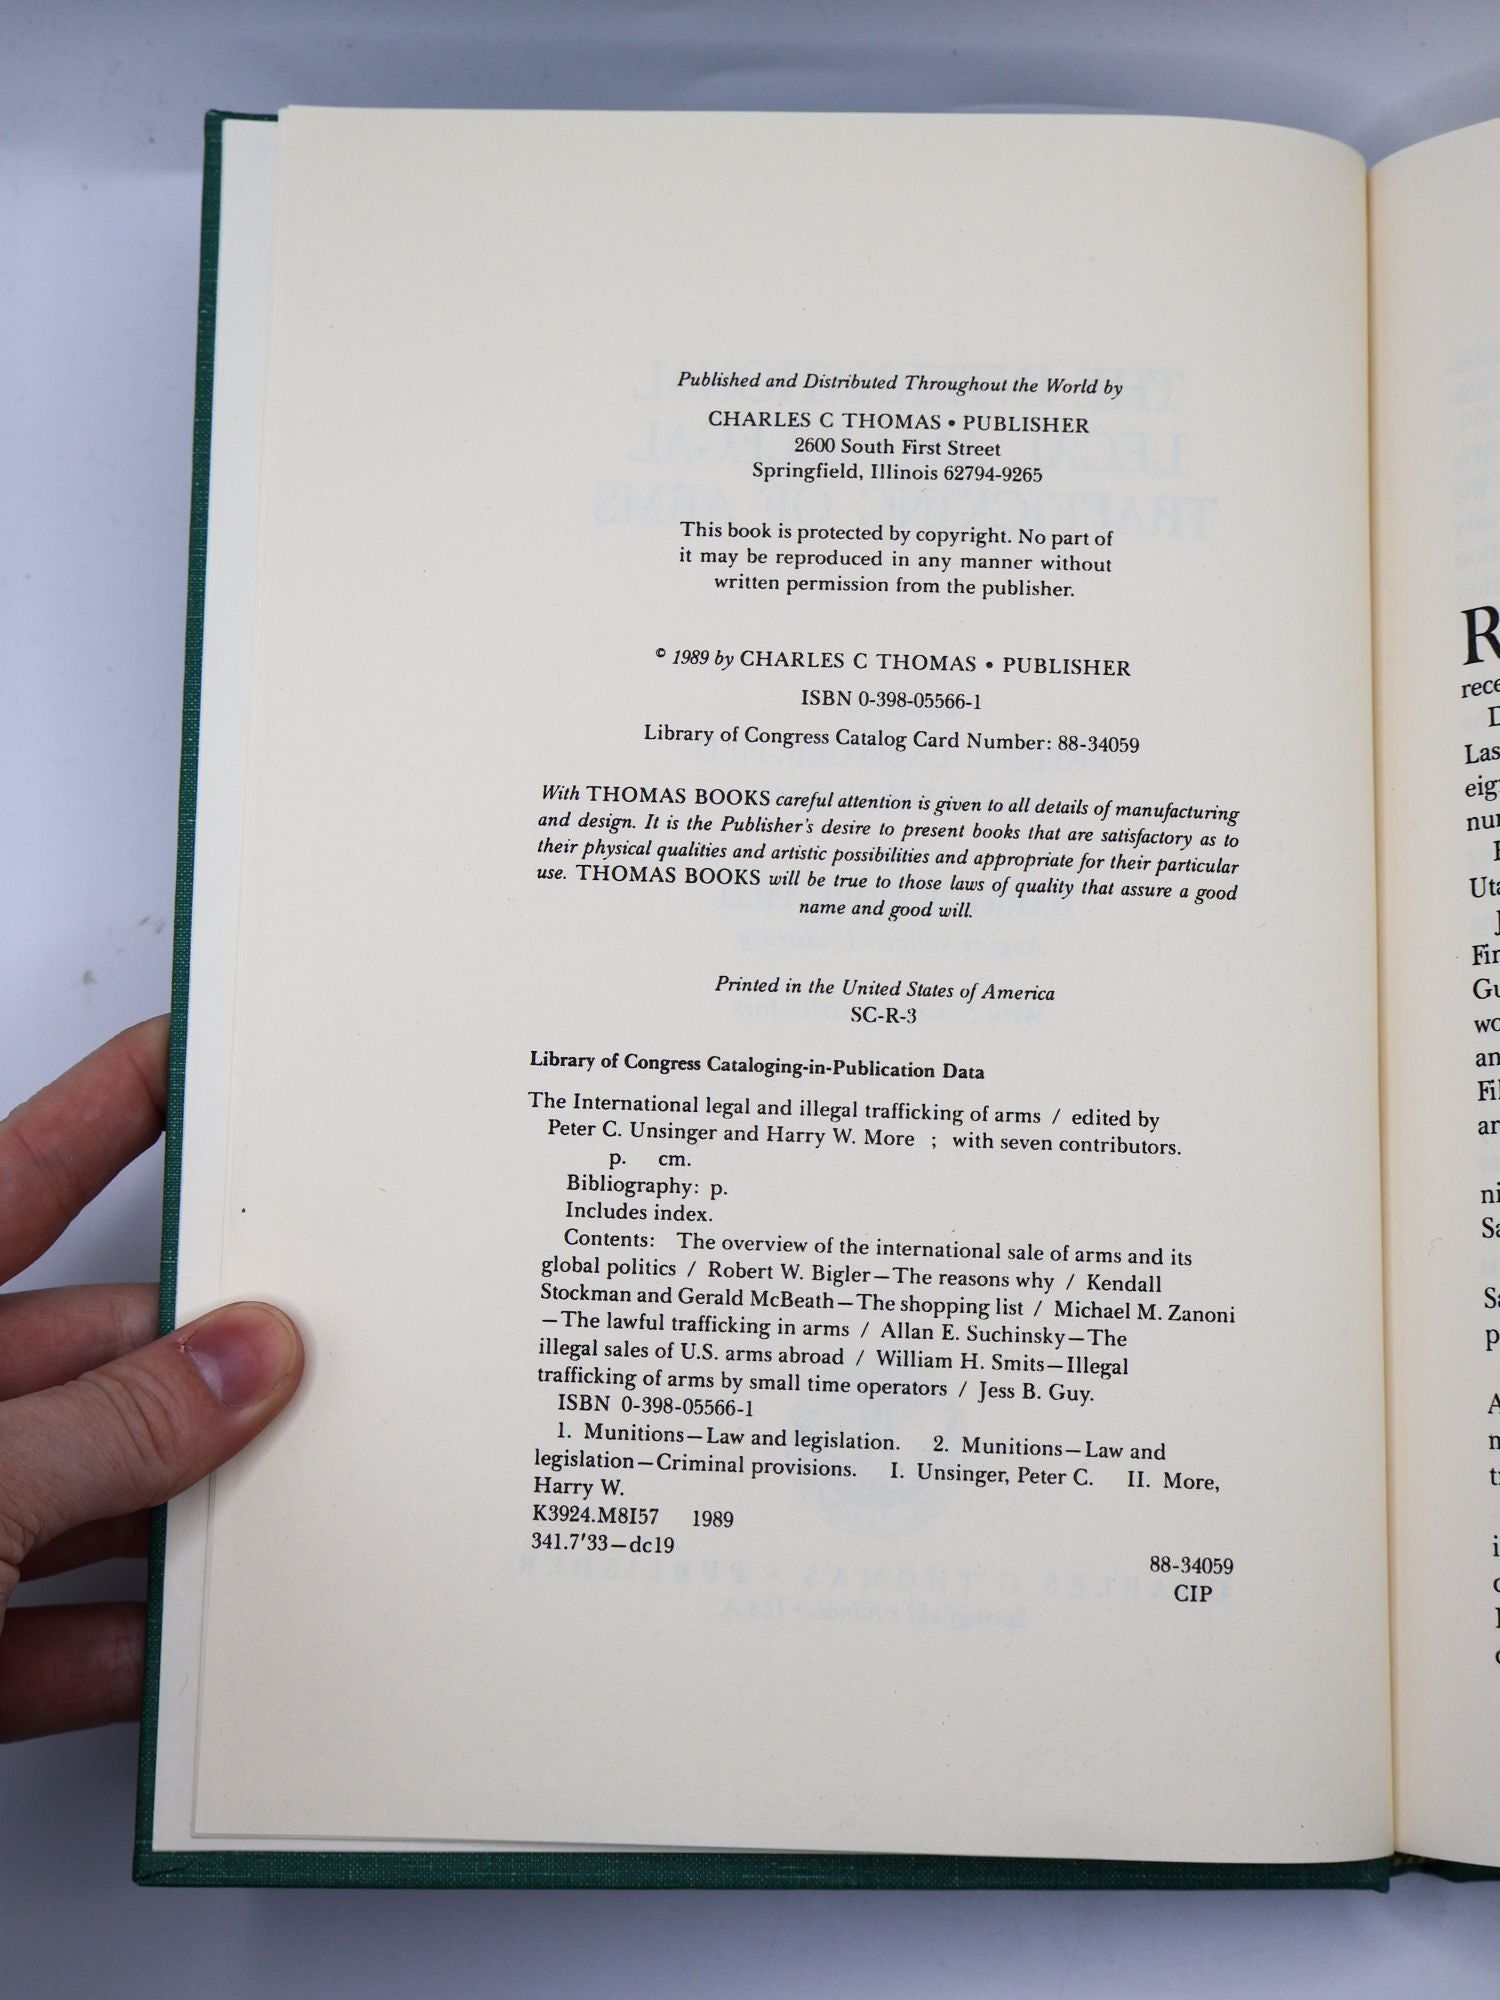 Published and Distributed Throughout the World by
CHARLES C THOMAS • PUBLISHER
2600 South First Street
Springfield, Illinois 62794-9265
This book is protected by copyright. No part of
it may be reproduced in any manner without
written permission from the publisher.
© 1989 by CHARLES C THOMAS • PUBLISHER
ISBN 0-398-05566-1
Library of Congress Catalog Card Number: 88-34059
With THOMAS BOOKS careful attention is given to all details of manufacturing
and design. It is the Publisher's desire to present books that are satisfactory as to
their physical qualities and artistic possibilities and appropriate for their particular
use. THOMAS BOOKS will be true to those laws of quality that assure a good
name and good will.
Printed in the United States of America
SC-R-3
Library of Congress Cataloging-in-Publication Data
The International legal and illegal trafficking of arms / edited by
Peter C. Unsinger and Harry W. More ; with seven contributors.
p. cm.
Bibliography: p.
Includes index.
Contents: The overview of the international sale of arms and its
global politics / Robert W. Bigler—The reasons why / Kendall
Stockman and Gerald McBeath—The shopping list / Michael M. Zanoni
—The lawful trafficking in arms / Allan E. Suchinsky—The
illegal sales of U.S. arms abroad / William H. Smits—Illegal
trafficking of arms by small time operators / Jess B. Guy.
ISBN 0-398-05566-1
1. Munitions—Law and legislation. 2. Munitions—Law and
legislation—Criminal provisions. I. Unsinger, Peter C. II. More,
Harry W.
K3924.M8I57 1989
341.7'33—dc19
88-34059
CIP